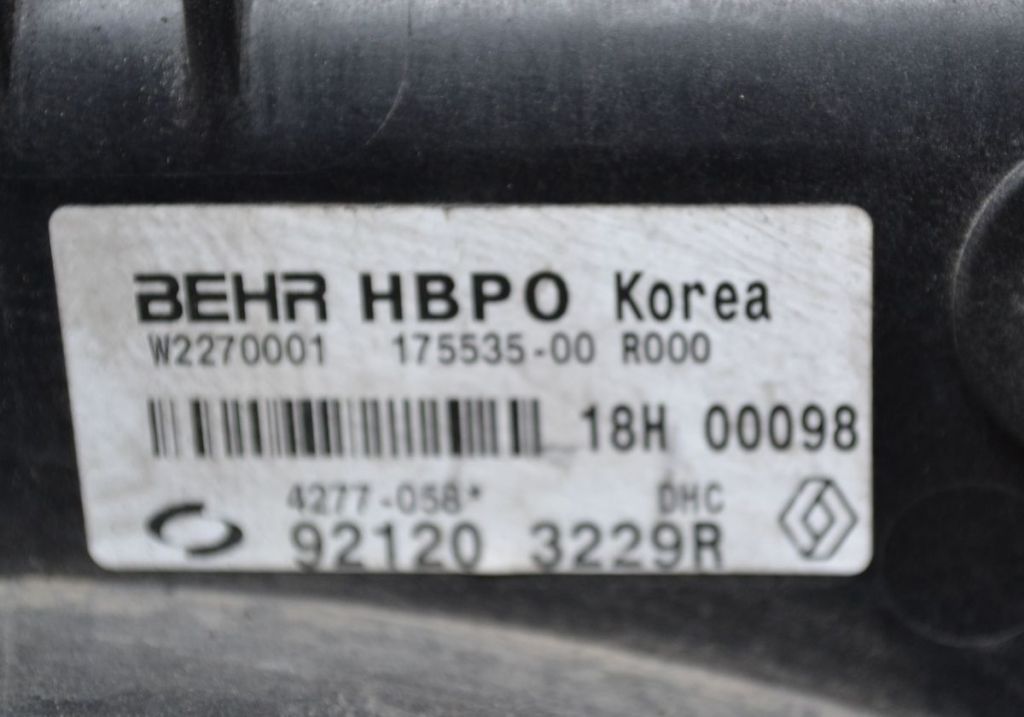 BEHR HBPO Korea
W2270001 175535-00 R000
18H 00098
4277-058* DHC
92120 3229R